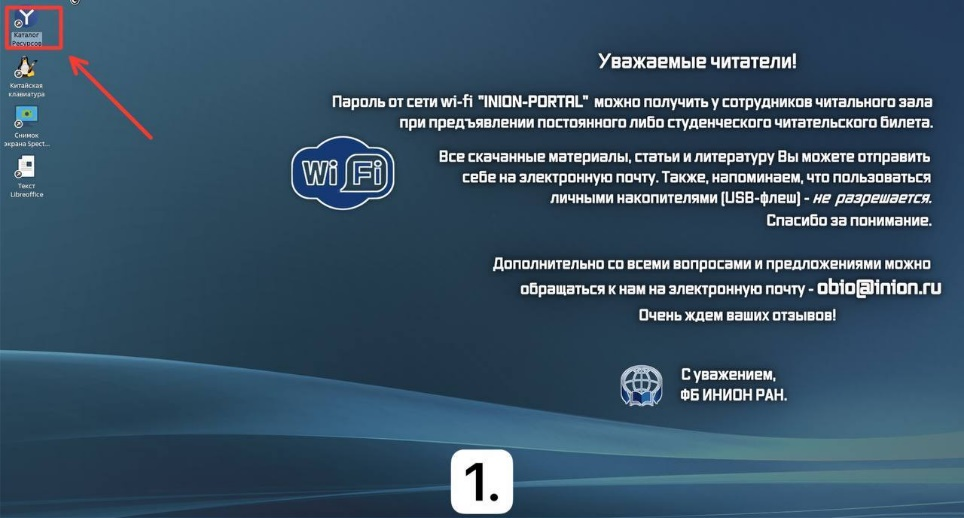 Каталог
Ресурсов
Китайская
клавиатура
Снимок
экрана Spect...
Текст
Libreoffice
Уважаемые читатели!
Пароль от сети wi-fi "INION-PORTAL" можно получить у сотрудников читального зала
при предъявлении постоянного либо студенческого читательского билета.
Wi Fi
Все скачанные материалы, статьи и литературу Вы можете отправить
себе на электронную почту. Также, напоминаем, что пользоваться
личными накопителями (USB-флеш) - не разрешается.
Спасибо за понимание.
Дополнительно со всеми вопросами и предложениями можно
обращаться к нам на электронную почту - obio@inion.ru
Очень ждем ваших отзывов!
С уважением,
ФБ ИНИОН РАН.
1.